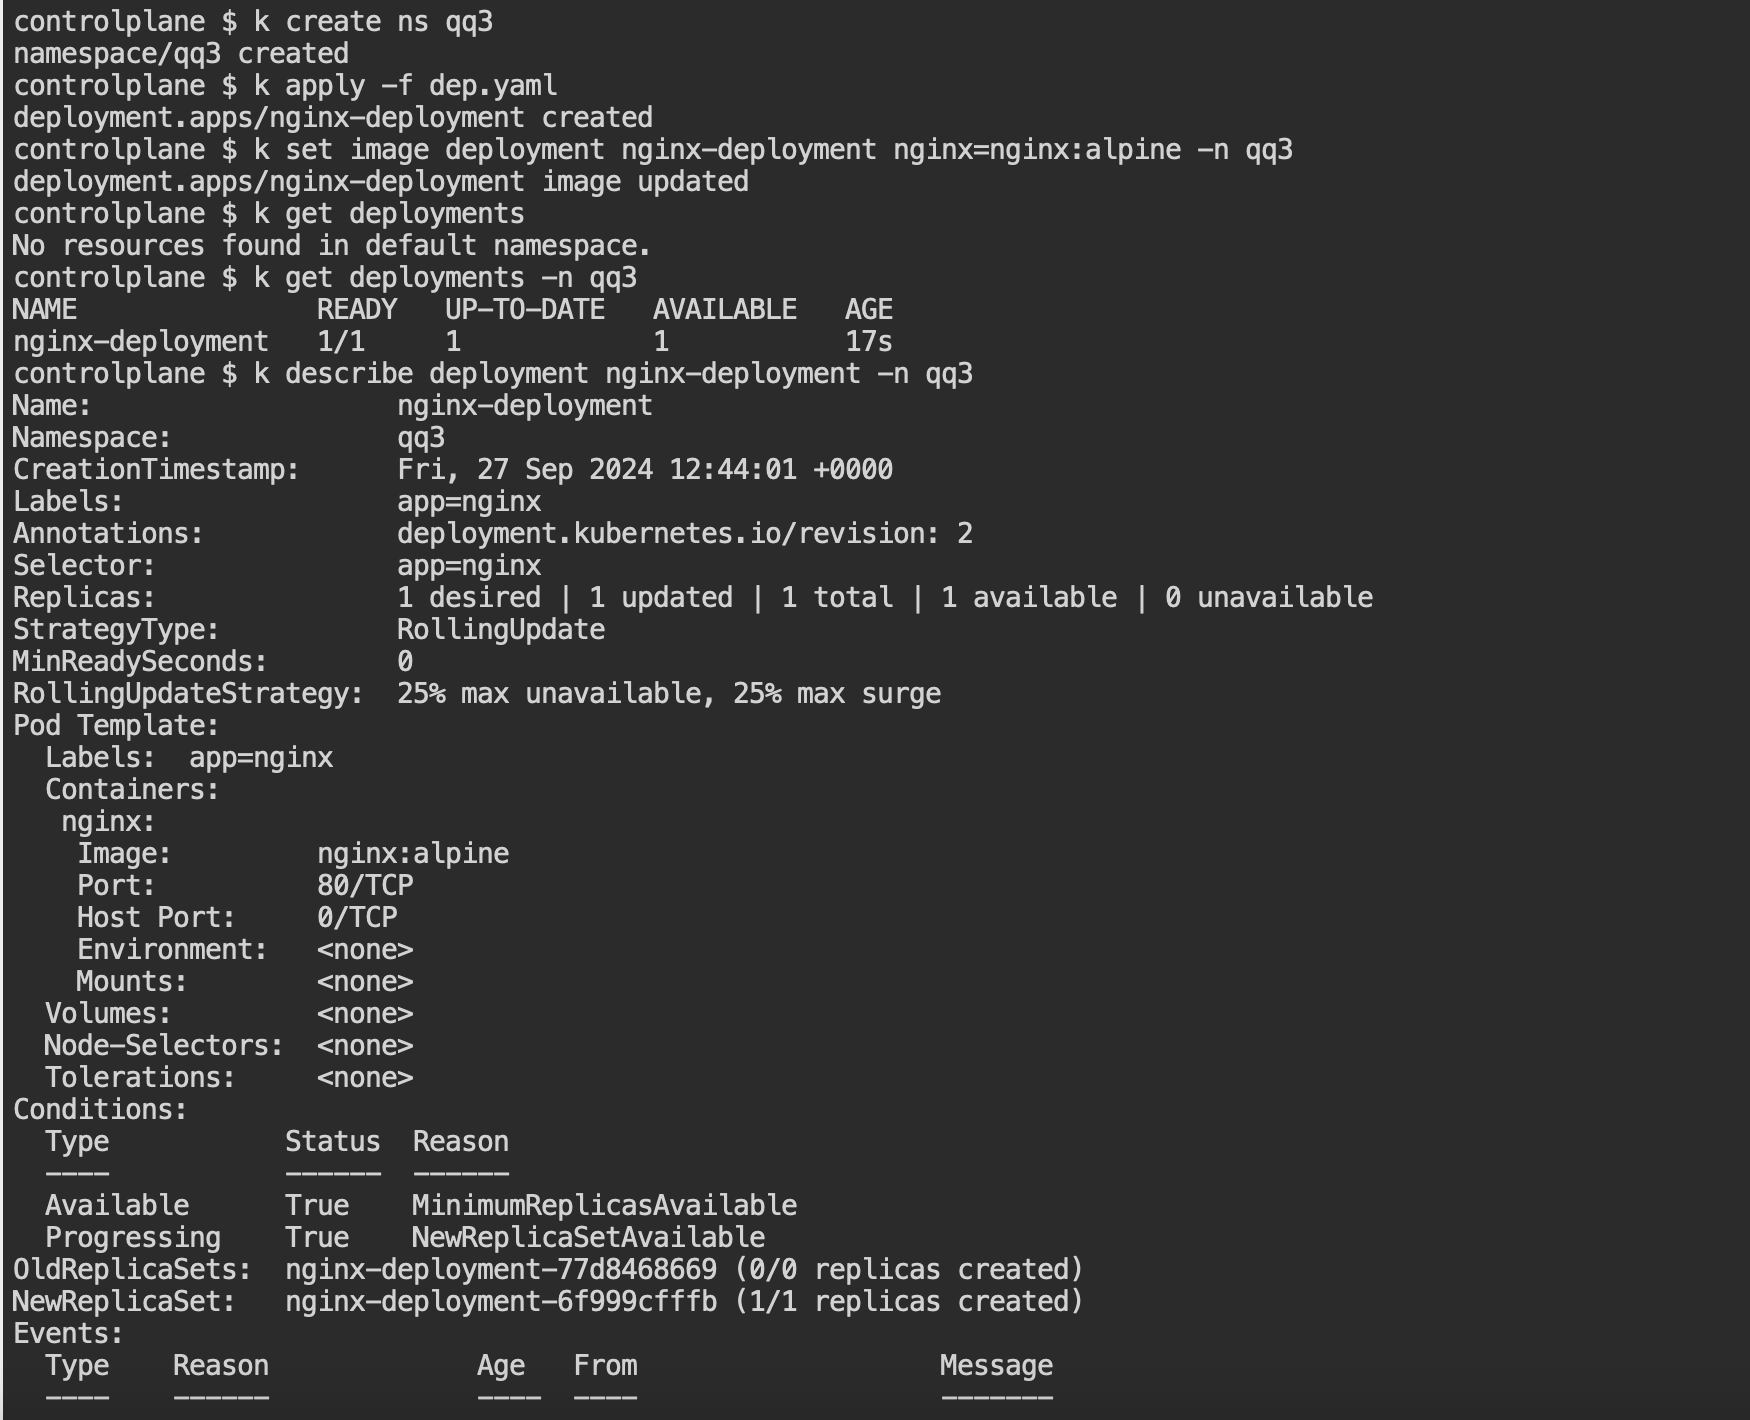 controlplane $ k create ns qq3
namespace/qq3 created
controlplane $ k apply -f dep.yaml
deployment.apps/nginx-deployment created
controlplane $ k set image deployment nginx-deployment nginx=nginx:alpine -n qq3
deployment.apps/nginx-deployment image updated
controlplane $ k get deployments
No resources found in default namespace.
controlplane $ k get deployments -n qq3
NAME               READY   UP-TO-DATE   AVAILABLE   AGE
nginx-deployment   1/1     1            1           17s
controlplane $ k describe deployment nginx-deployment -n qq3
Name:                   nginx-deployment
Namespace:              qq3
CreationTimestamp:      Fri, 27 Sep 2024 12:44:01 +0000
Labels:                 app=nginx
Annotations:            deployment.kubernetes.io/revision: 2
Selector:               app=nginx
Replicas:               1 desired | 1 updated | 1 total | 1 available | 0 unavailable
StrategyType:           RollingUpdate
MinReadySeconds:        0
RollingUpdateStrategy:  25% max unavailable, 25% max surge
Pod Template:
  Labels:  app=nginx
  Containers:
   nginx:
    Image:         nginx:alpine
    Port:          80/TCP
    Host Port:     0/TCP
    Environment:   <none>
    Mounts:        <none>
  Volumes:         <none>
  Node-Selectors:  <none>
  Tolerations:     <none>
Conditions:
  Type           Status  Reason
  ----           ------  ------
  Available      True    MinimumReplicasAvailable
  Progressing    True    NewReplicaSetAvailable
OldReplicaSets:  nginx-deployment-77d8468669 (0/0 replicas created)
NewReplicaSet:   nginx-deployment-6f999cfffb (1/1 replicas created)
Events:
  Type    Reason             Age   From                   Message
  ----    ------             ----  ----                   -------